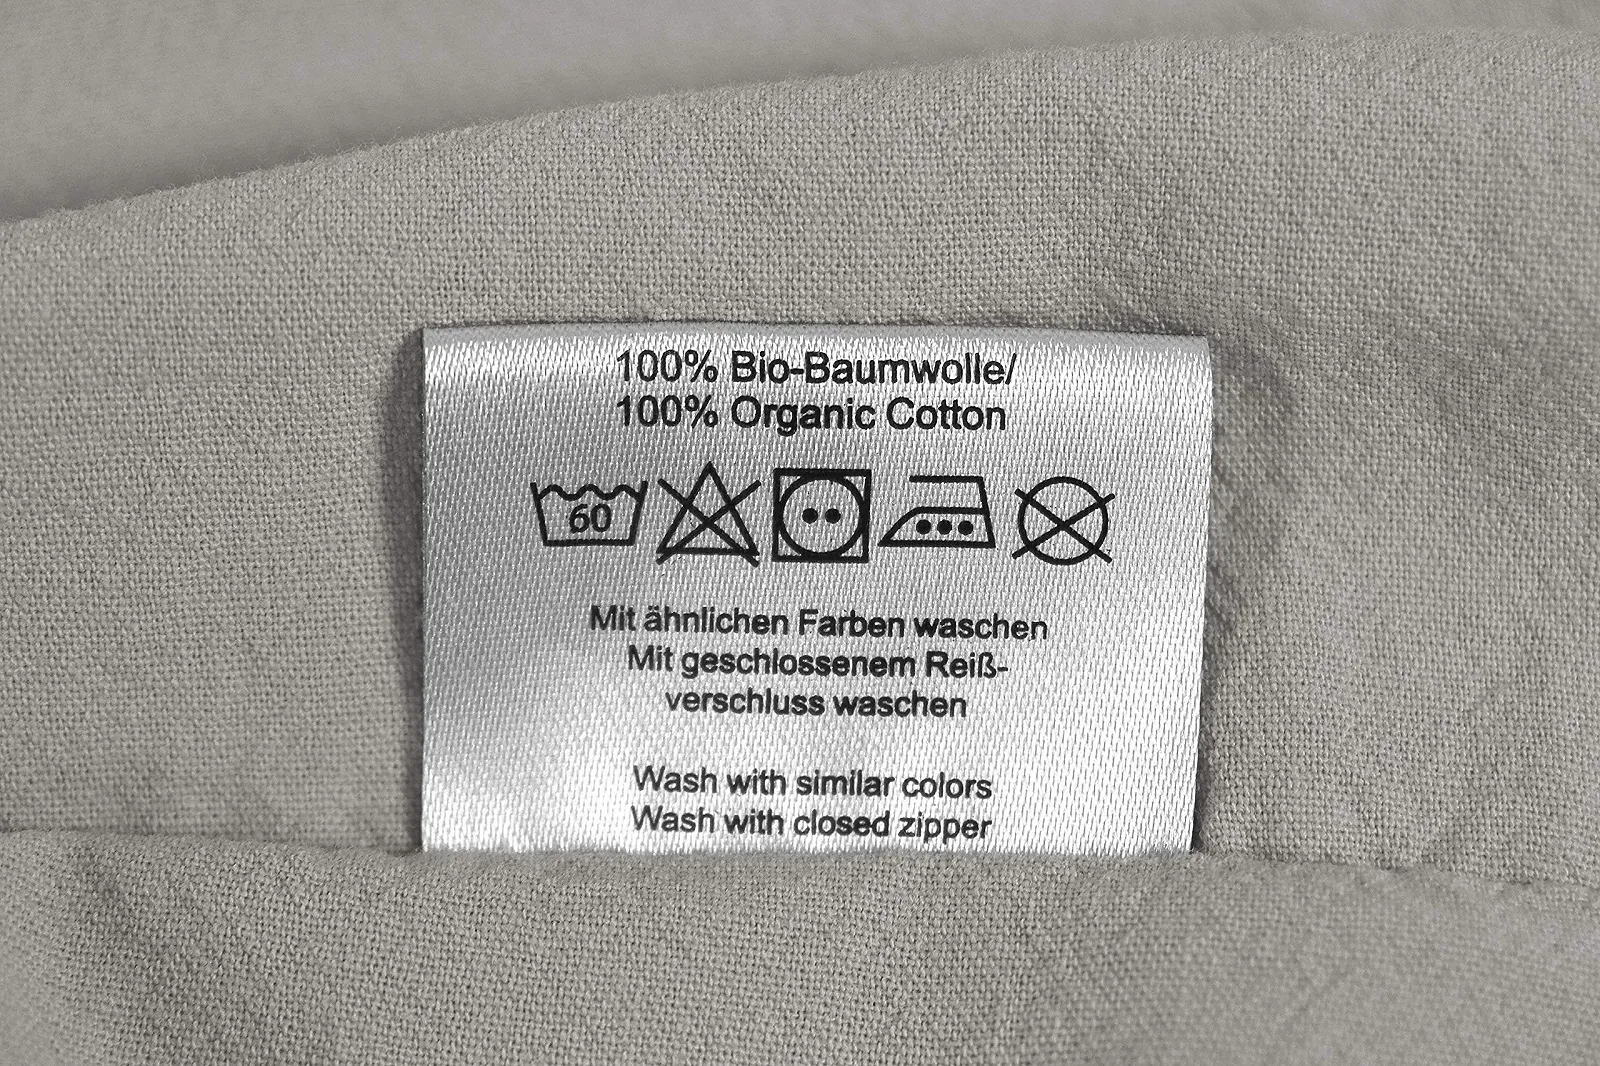 100% Bio-Baumwolle/
100% Organic Cotton
60
Mit ähnlichen Farben waschen
Mit geschlossenem Reiß-
verschluss waschen
Wash with similar colors
Wash with closed zipper